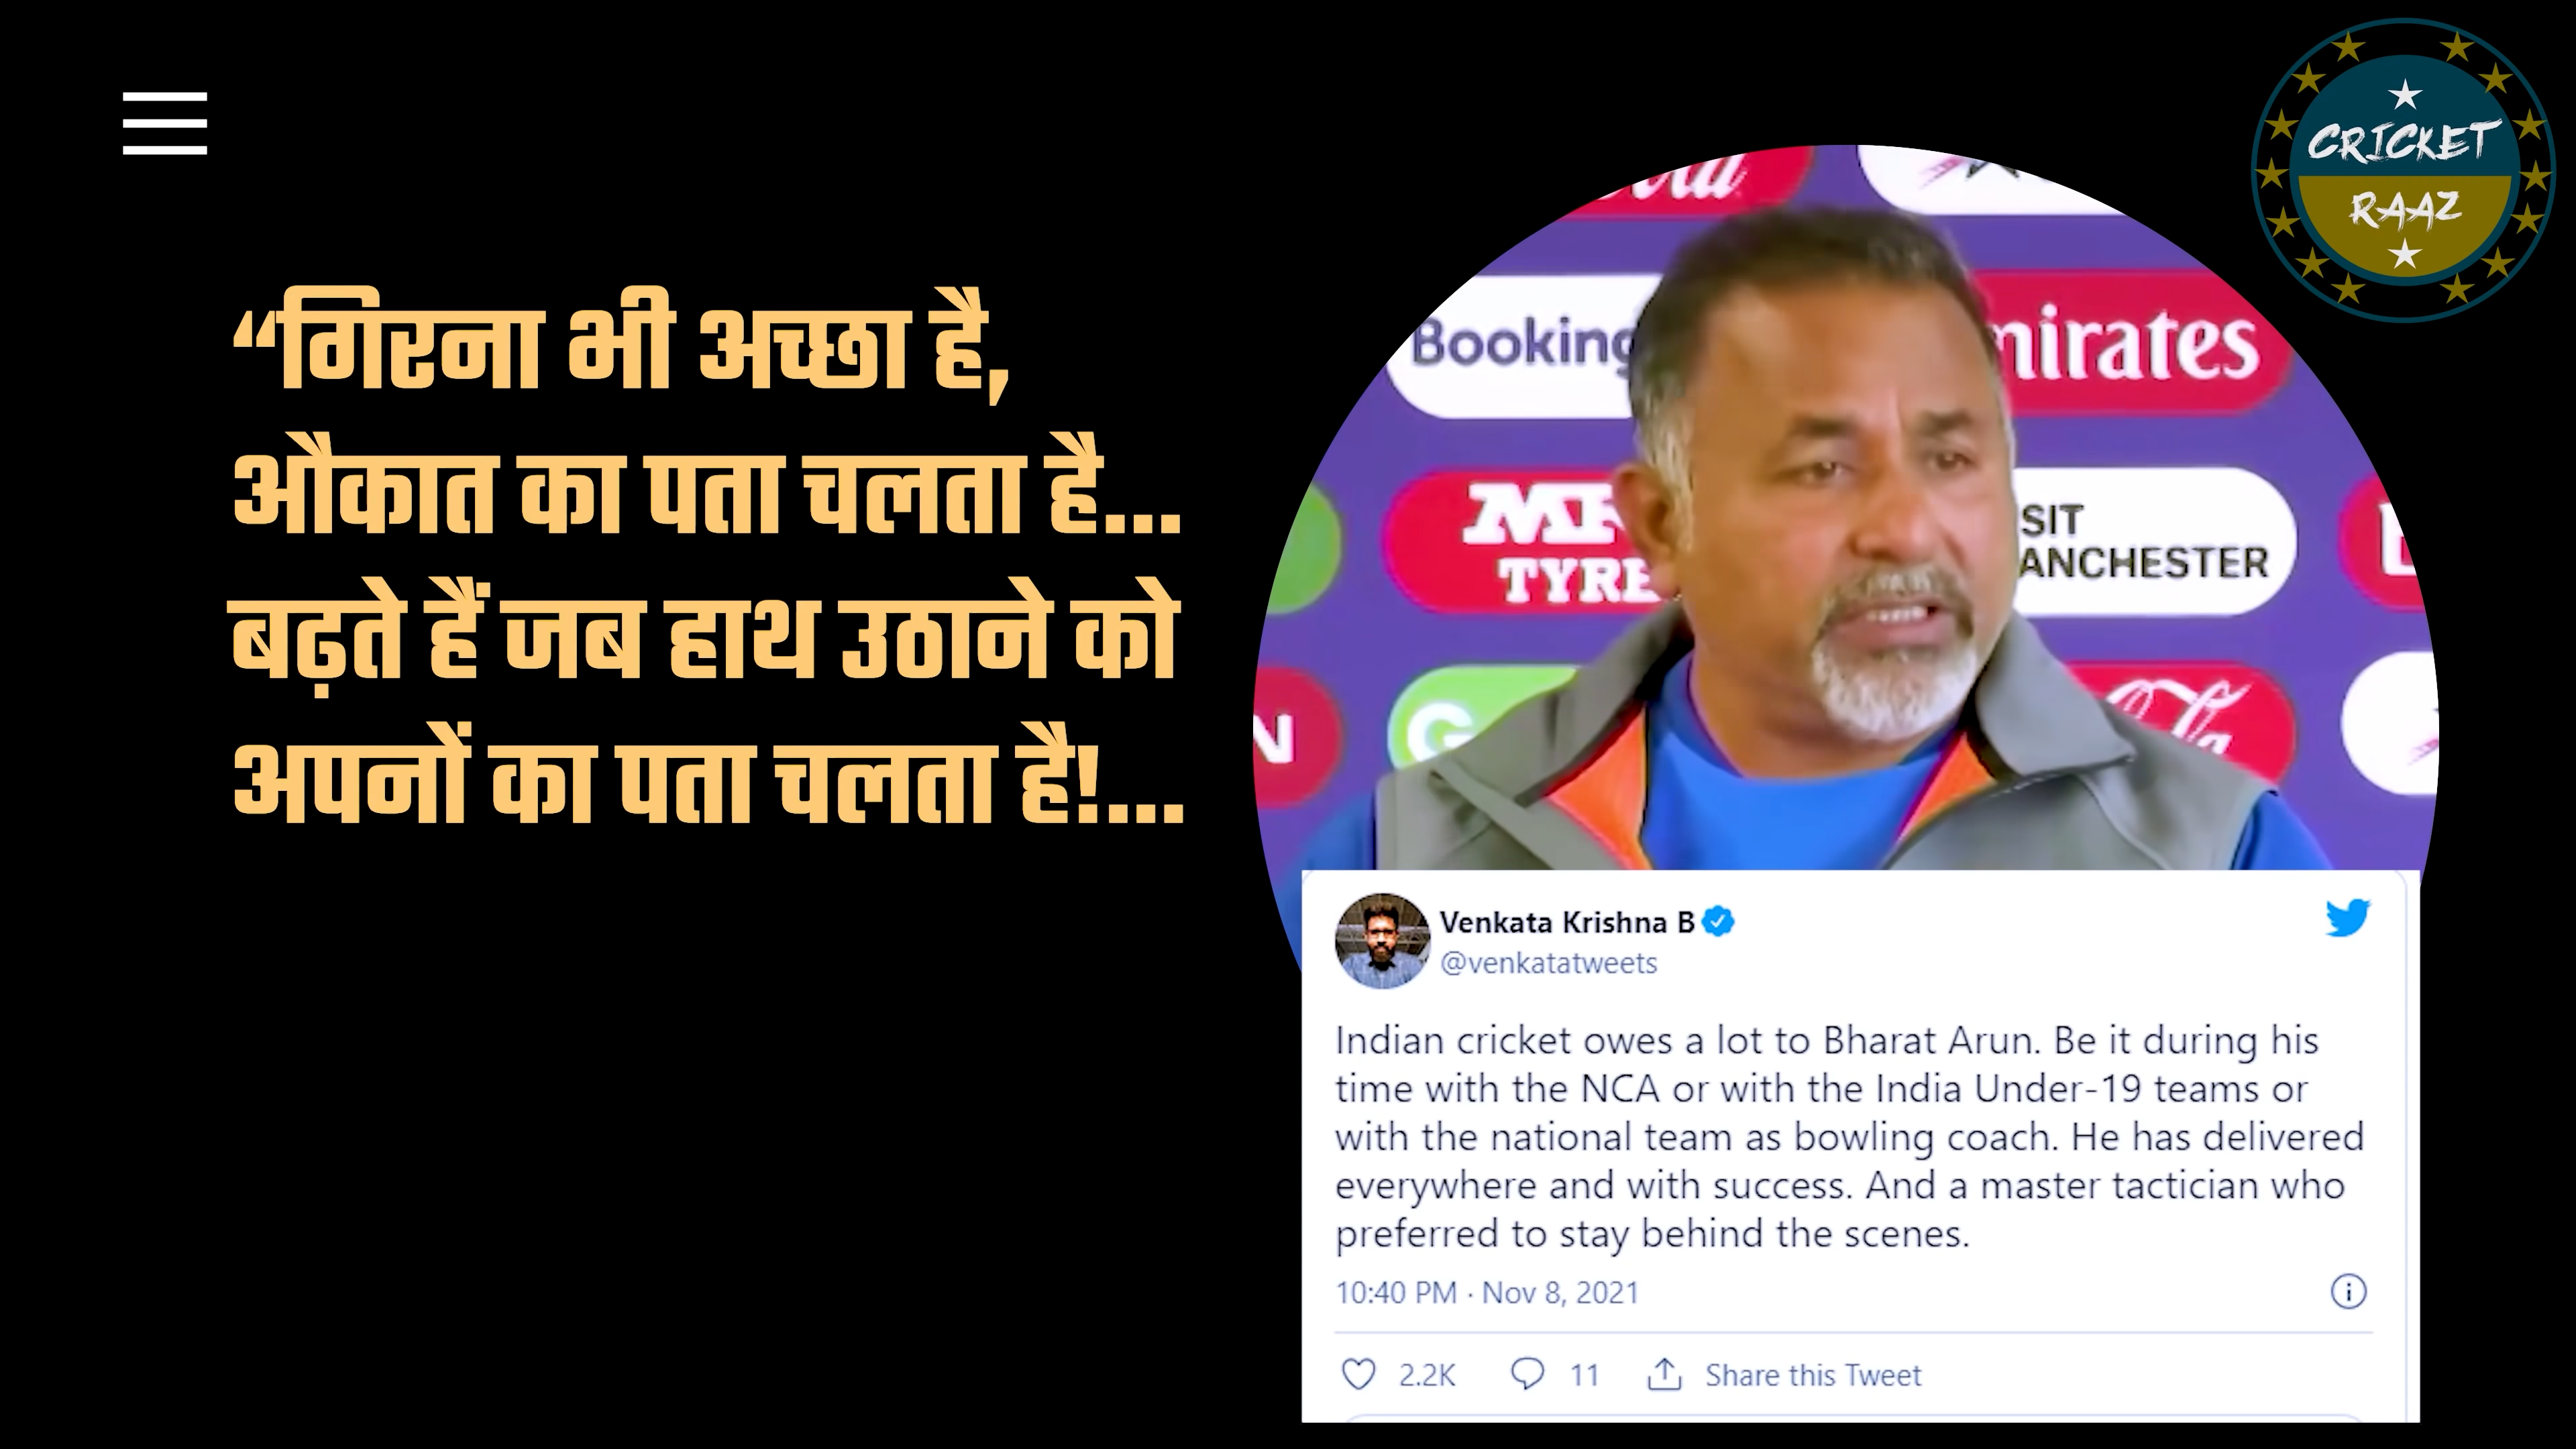 CRICKET
RAAZ
“गिरना भी अच्छा है,
औकात का पता चलता है...
बढ़ते हैं जब हाथ उठाने को
अपनों का पता चलता है!...
Booking
mirates
TYRE
SIT
ANCHESTER
Venkata Krishna B
@venkatatweets
Indian cricket owes a lot to Bharat Arun. Be it during his
time with the NCA or with the India Under-19 teams or
with the national team as bowling coach. He has delivered
everywhere and with success. And a master tactician who
preferred to stay behind the scenes.
10:40 PM · Nov 8, 2021
2.2K 11 Share this Tweet